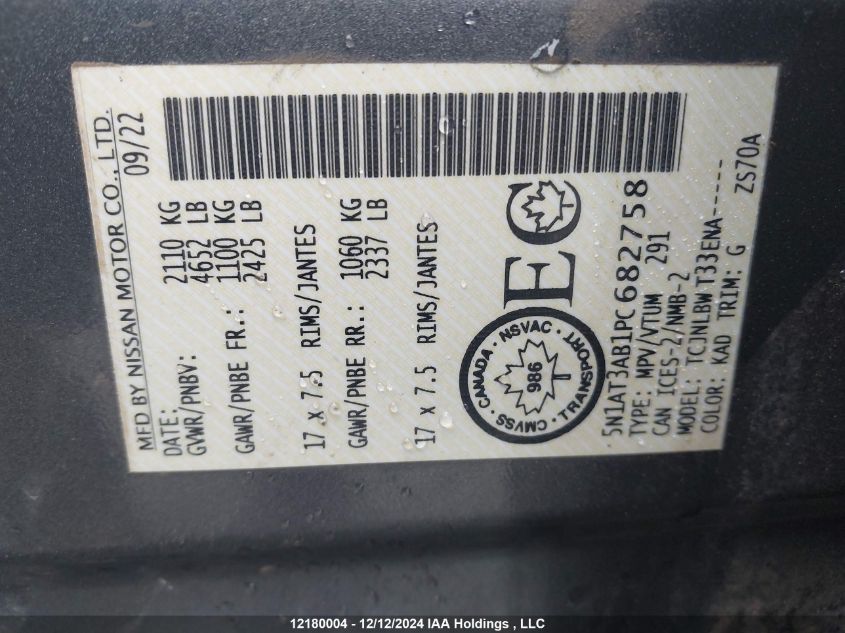 MFD BY NISSAN MOTOR CO., LTD.
DATE: 09/22
GVWR/PNBV: 2110 KG
4652 LB
GAWR/PNBE FR.: 1100 KG
2425 LB
17 x 7.5 RIMS/JANTES
GAWR/PNBE RR.: 1060 KG
2337 LB
17 x 7.5 RIMS/JANTES
CANADA · NSVAC · TRANSPORT · CMVSS ·
986
EC
5N1AT3AB1PC682758
TYPE: MPV/VTUM 291
CAN ICES-2/NMB-2
MODEL: TCJNLBW T33ENA-----
COLOR: KAD TRIM: G ZS70A
12180004 - 12/12/2024 IAA Holdings , LLC